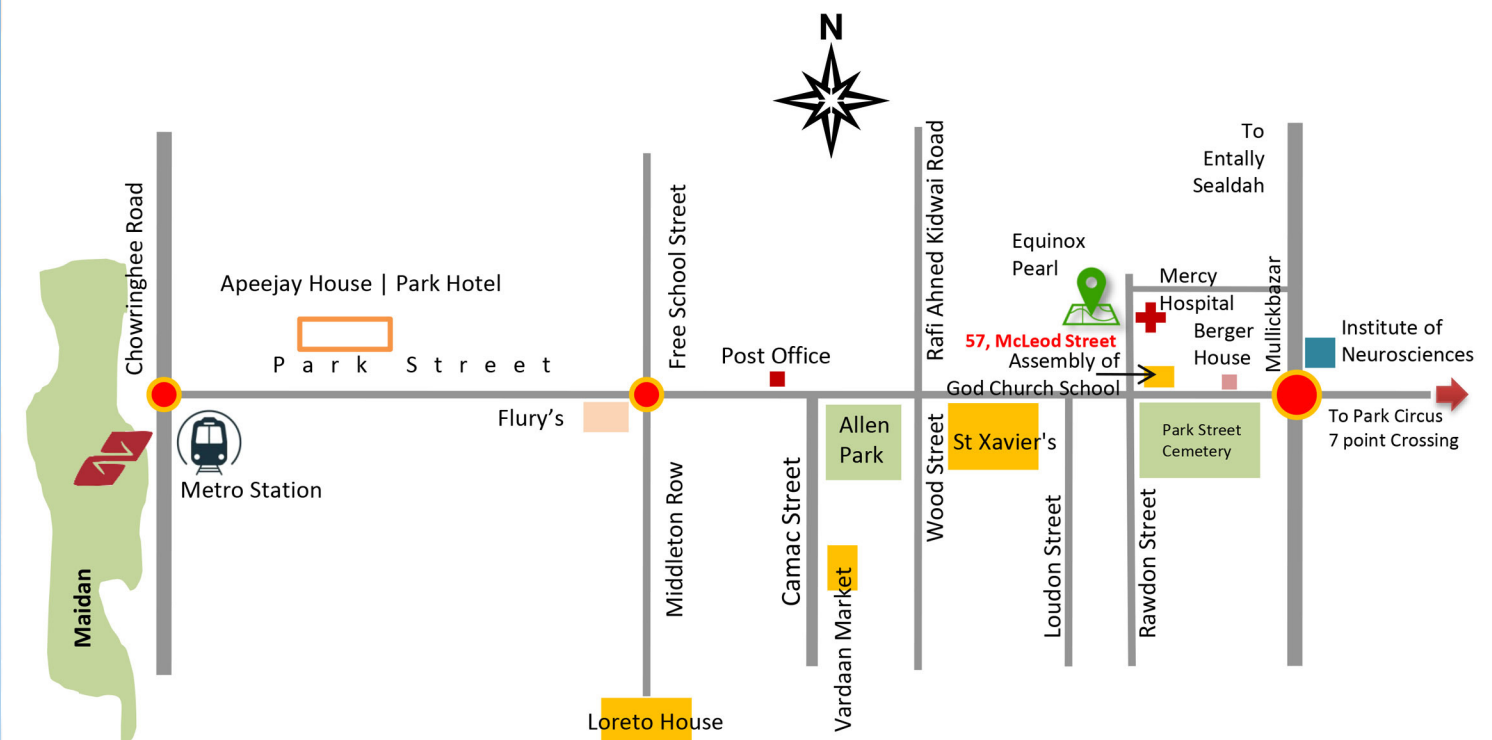 N
To
Entally
Sealdah
Chowringhee Road
Free School Street
Rafi Ahned Kidwai Road
Equinox
Pearl
Mercy
Hospital
Mullickbazar
Apeejay House | Park Hotel
57, McLeod Street
Berger
House
Institute of
Neurosciences
Park Street
Post Office
Assembly of
God Church School
Flury's
Allen
Park
St Xavier's
Park Street
Cemetery
To Park Circus
7 point Crossing
Metro Station
Maidan
Middleton Row
Camac Street
Vardaan Market
Wood Street
Loudon Street
Rawdon Street
Loreto House